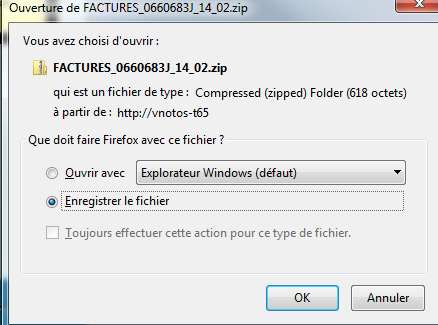 Ouverture de FACTURES_0660683J_14_02.zip
Vous avez choisi d'ouvrir :
FACTURES_0660683J_14_02.zip
qui est un fichier de type : Compressed (zipped) Folder (618 octets)
à partir de : http://vnotos-t65
Que doit faire Firefox avec ce fichier ?
Ouvrir avec Explorateur Windows (défaut)
Enregistrer le fichier
Toujours effectuer cette action pour ce type de fichier.
OK Annuler